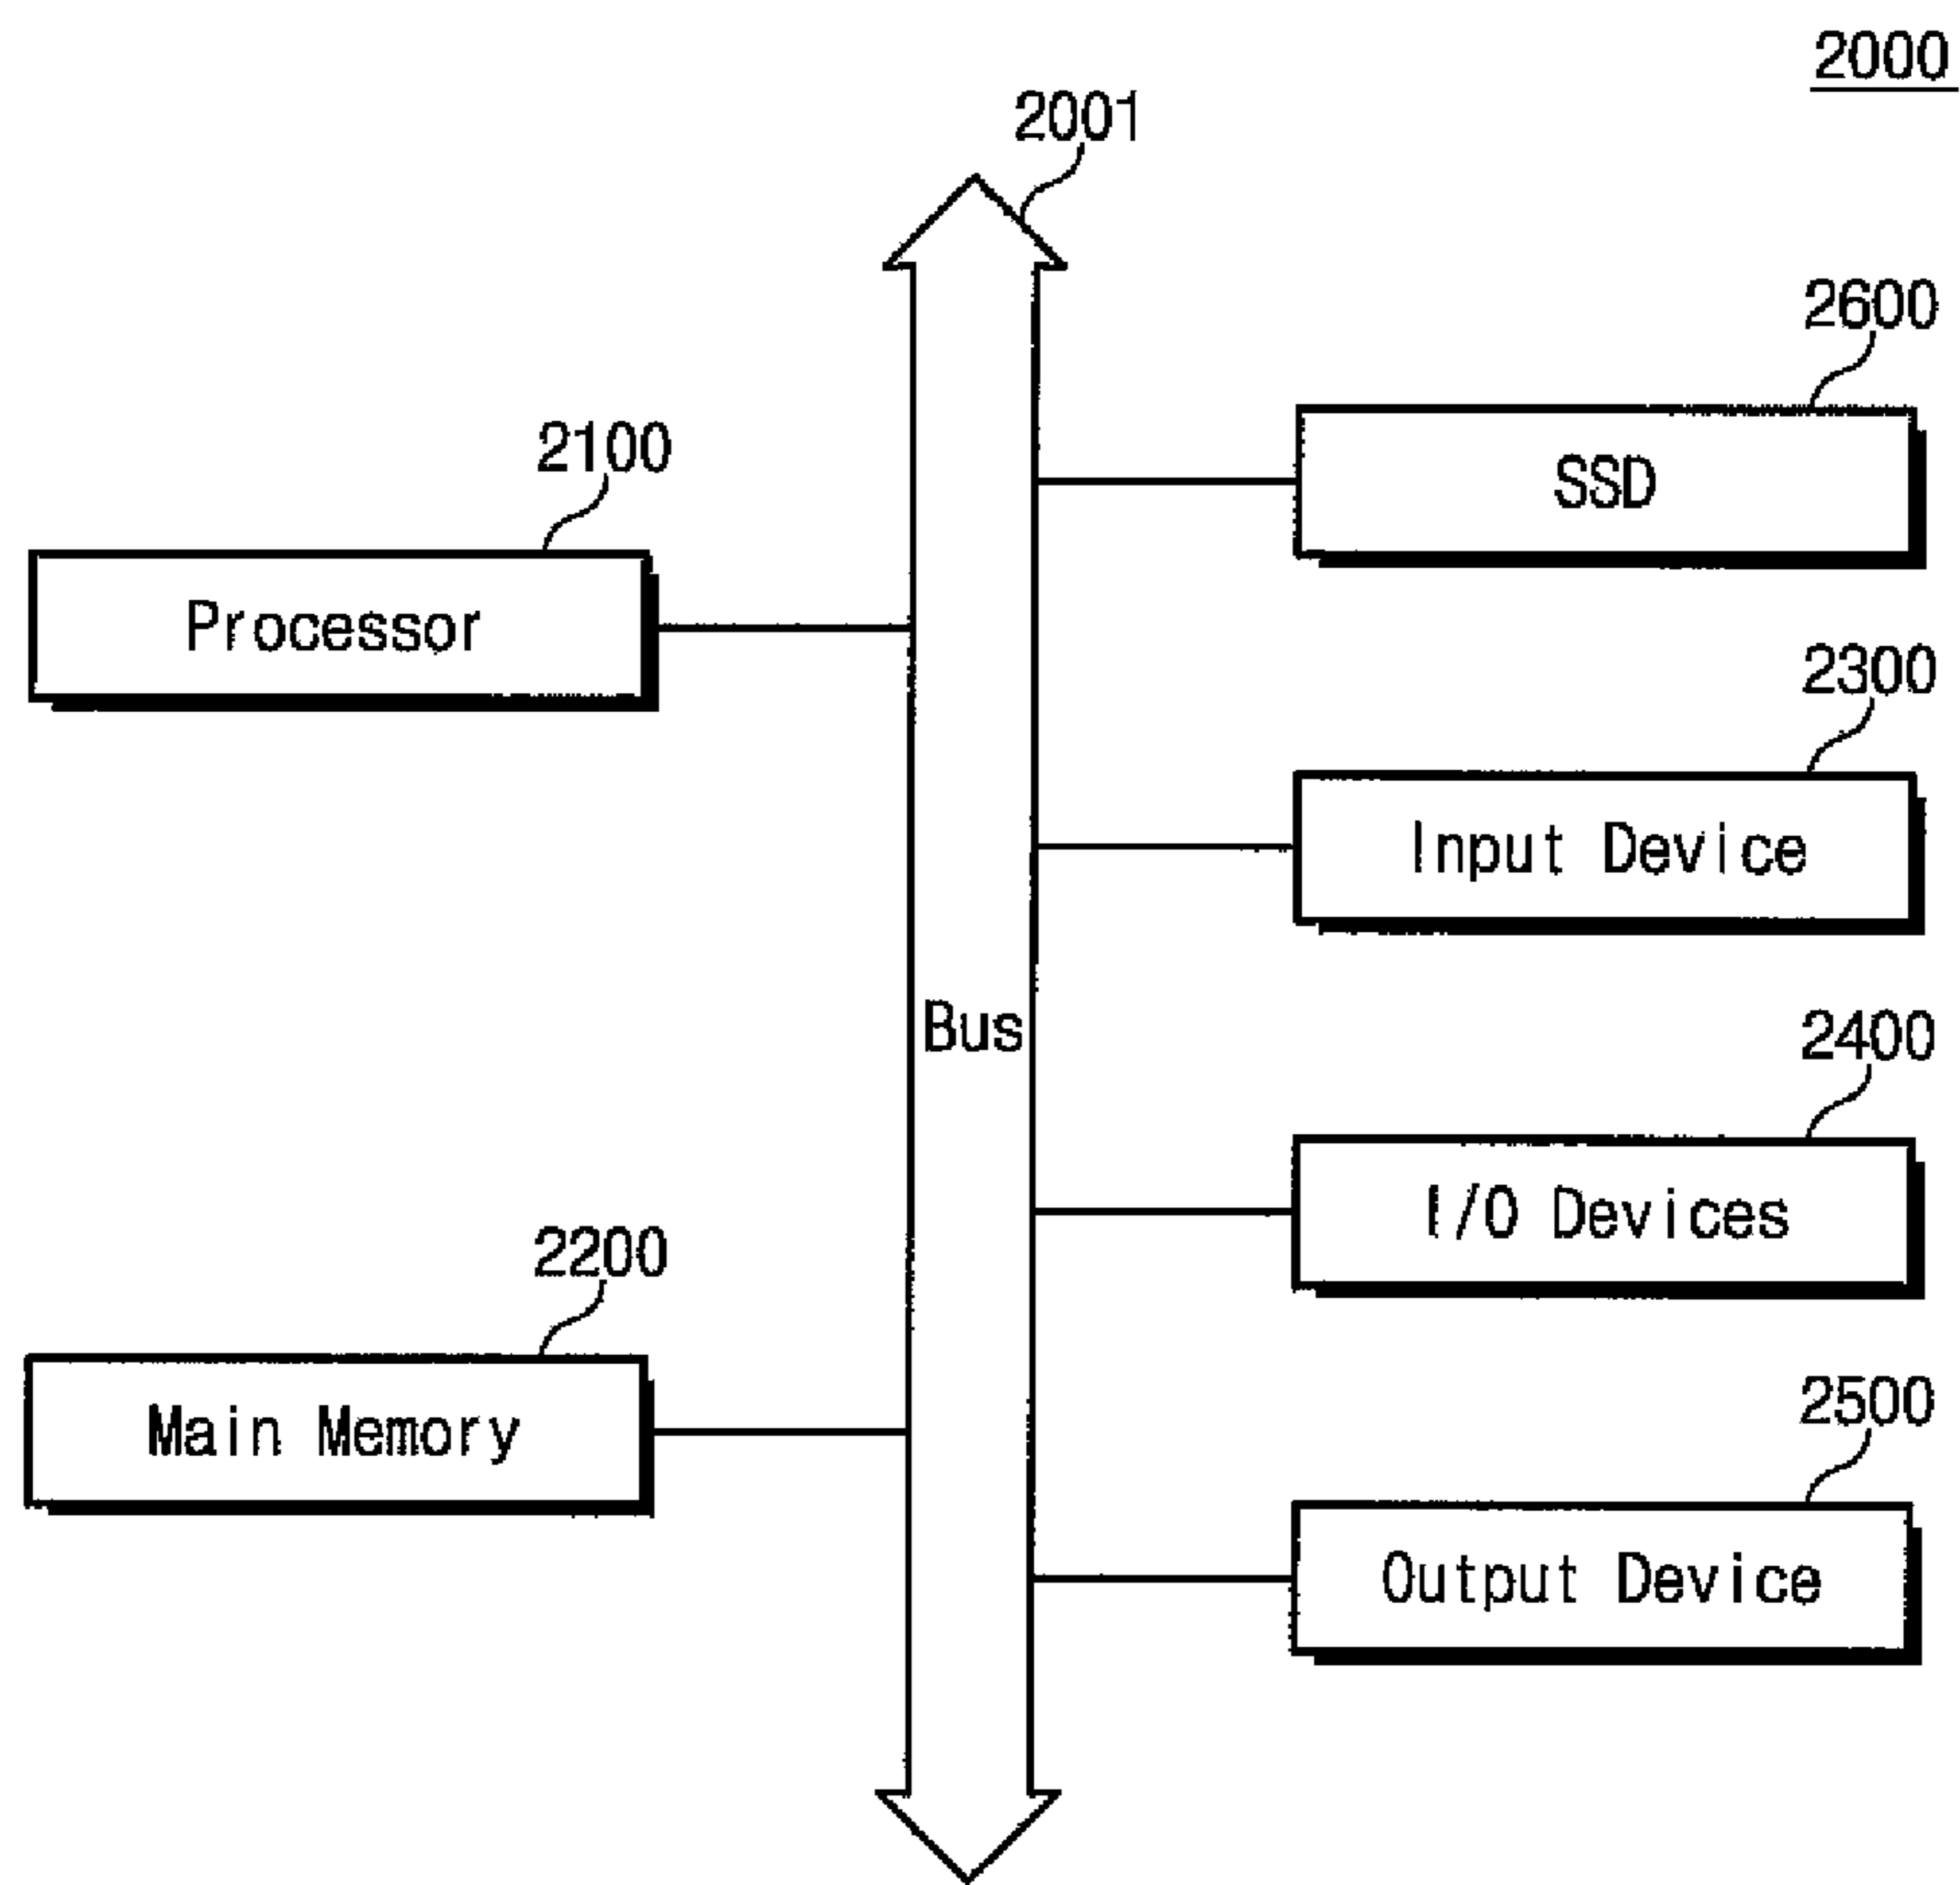 2000
2001
2600
SSD
2100
Processor
2300
Input Device
Bus
2400
I/O Devices
2200
Main Memory
2500
Output Device